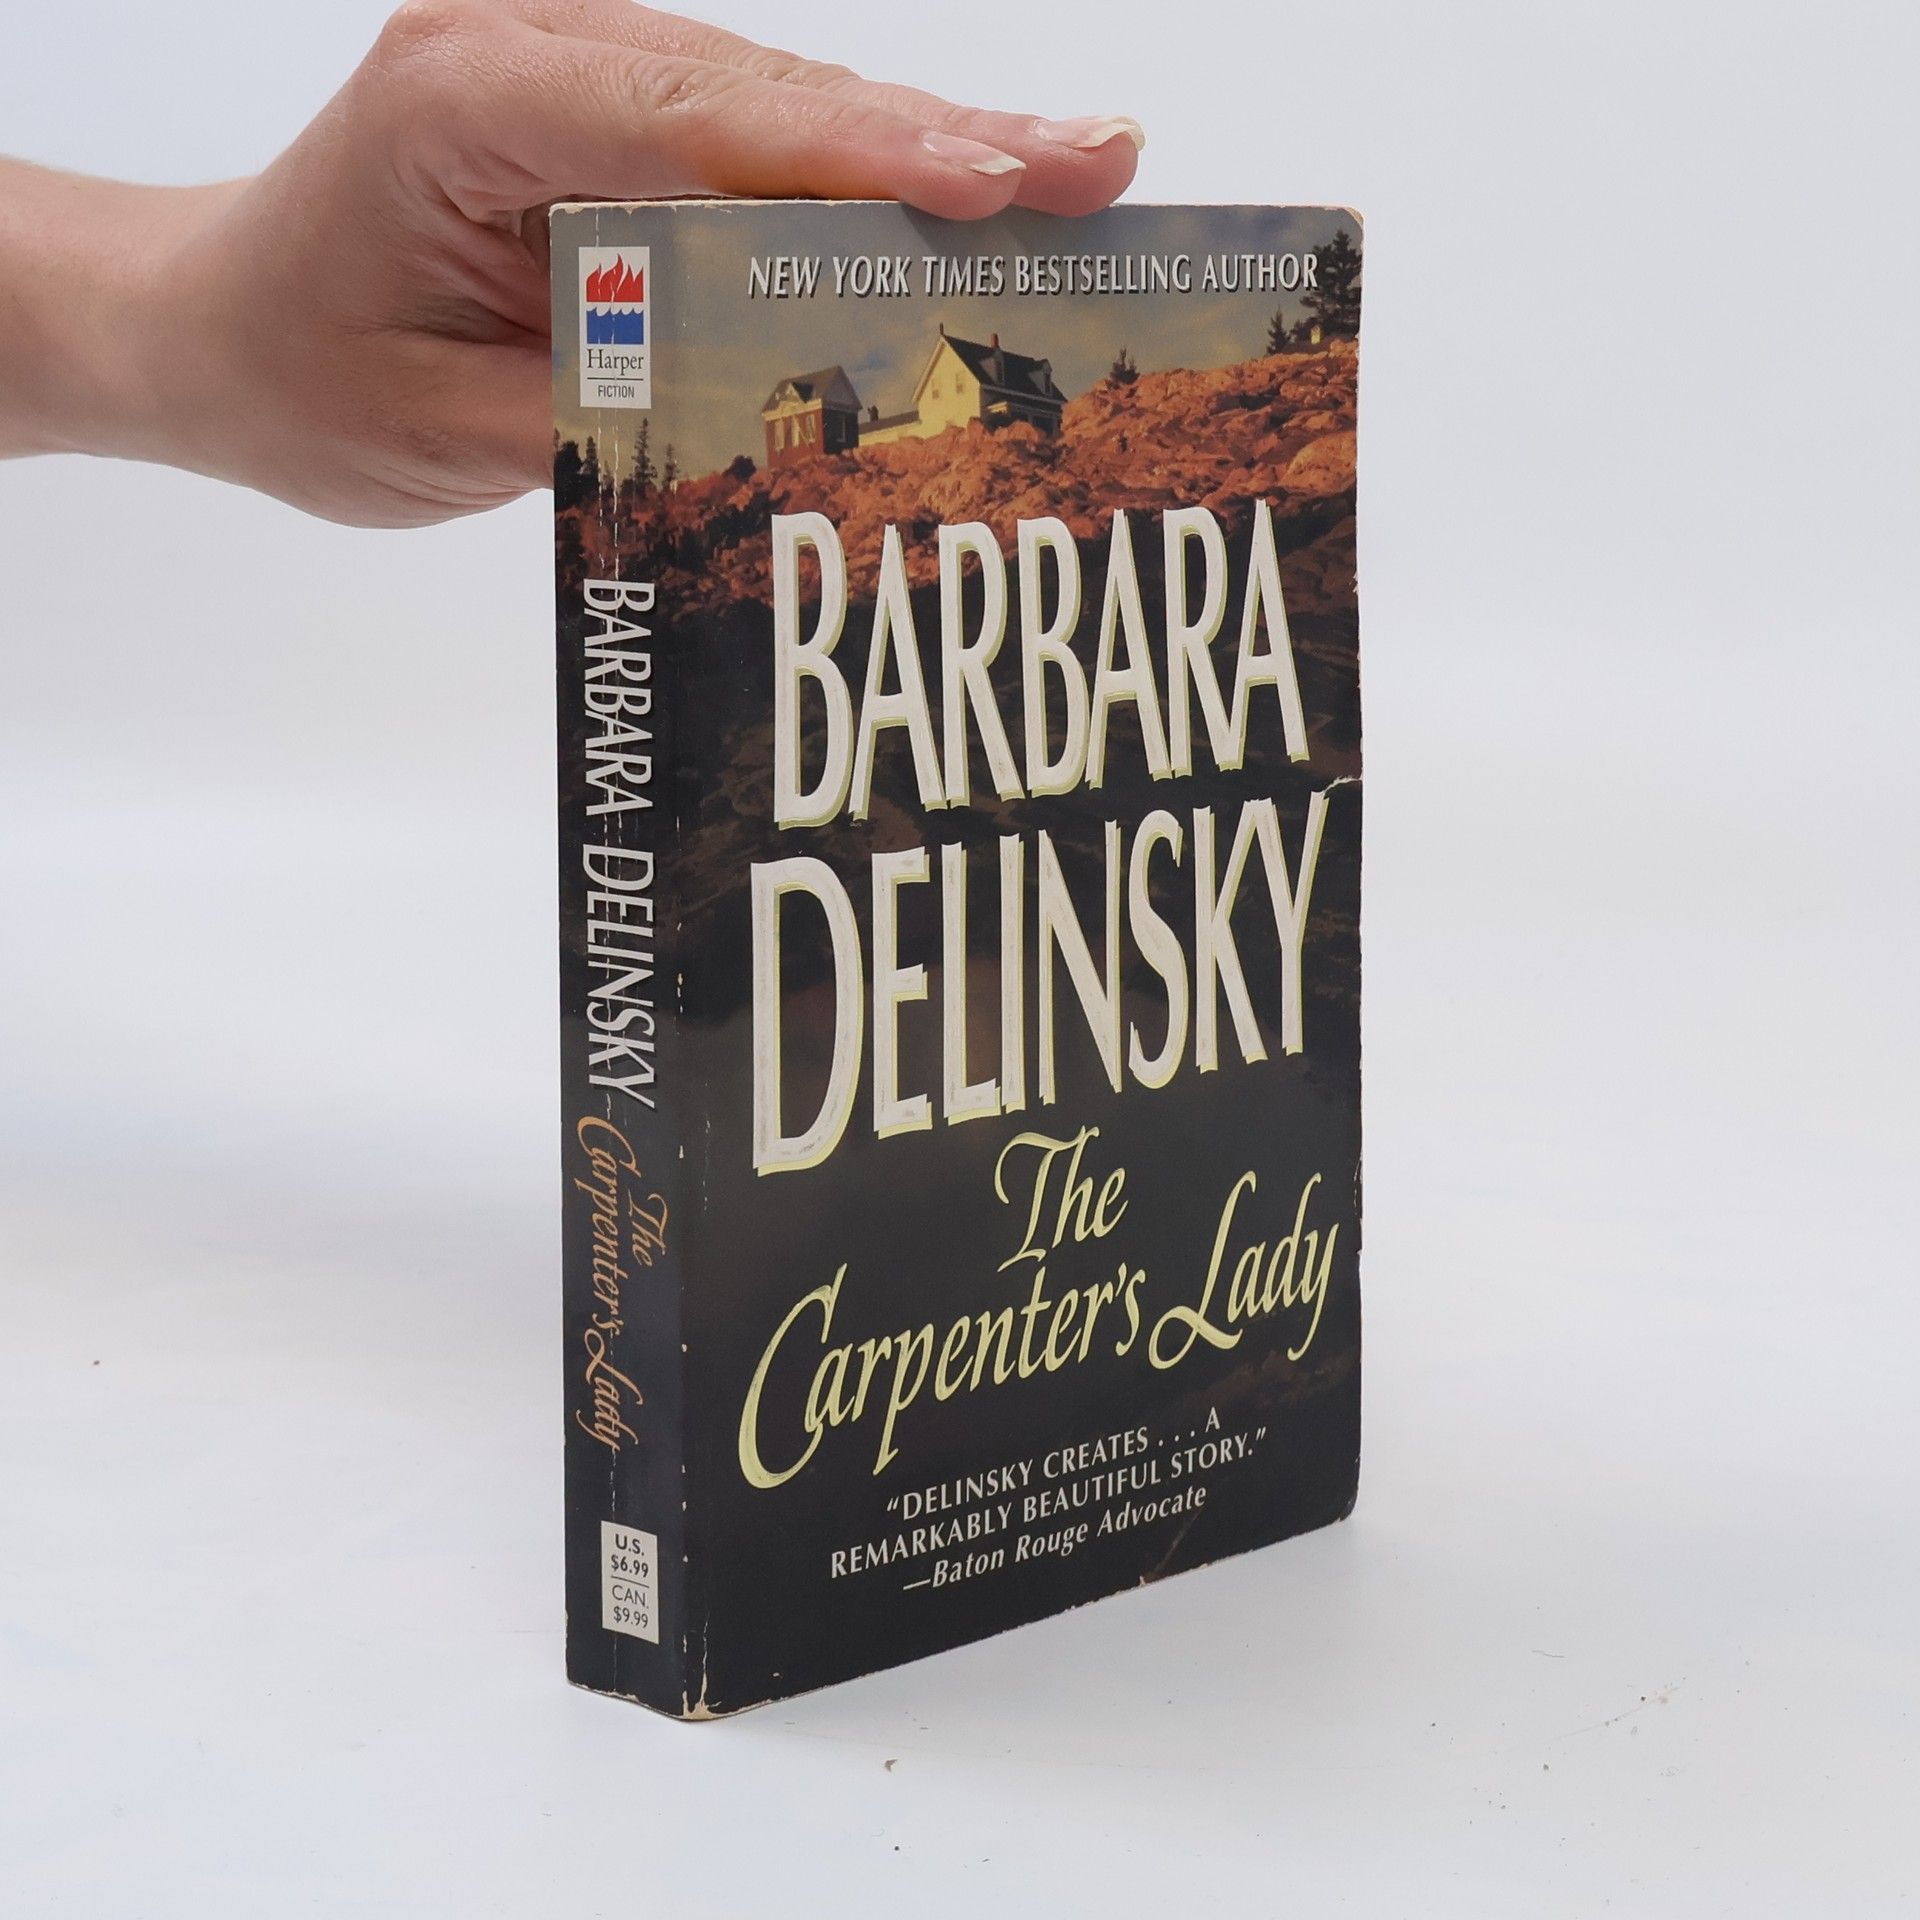 Harper
FICTION
BARBARA DELINSKY
The
Carpenter's Lady
U.S.
$6.99
CAN.
$9.99
NEW YORK TIMES BESTSELLING AUTHOR
BARBARA
DELINSKY
The
Carpenter's Lady
“DELINSKY CREATES . . . A
REMARKABLY BEAUTIFUL STORY.”
—Baton Rouge Advocate